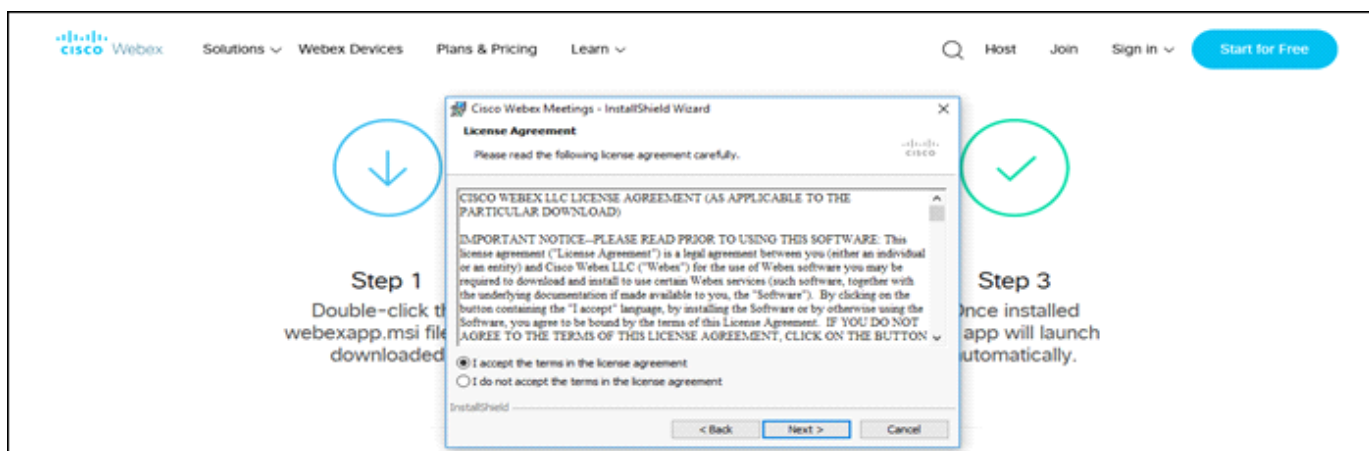 CISCO Webex
Solutions
Webex Devices
Plans & Pricing
Learn
Host
Join
Sign in
Start for Free
Step 1
Double-click th
webexapp.msi file
downloaded
Cisco Webex Meetings - InstallShield Wizard
License Agreement
Please read the following license agreement carefully.
CISCO
CISCO WEBEX LLC LICENSE AGREEMENT (AS APPLICABLE TO THE
PARTICULAR DOWNLOAD)
IMPORTANT NOTICE--PLEASE READ PRIOR TO USING THIS SOFTWARE: This
license agreement ("License Agreement") is a legal agreement between you (either an individual
or an entity) and Cisco Webex LLC ("Webex") for the use of Webex software you may be
required to download and install to use certain Webex services (such software, together with
the underlying documentation if made available to you, the "Software"). By clicking on the
button containing the "I accept" language, by installing the Software or by otherwise using the
Software, you agree to be bound by the terms of this License Agreement. IF YOU DO NOT
AGREE TO THE TERMS OF THIS LICENSE AGREEMENT, CLICK ON THE BUTTON
I accept the terms in the license agreement
I do not accept the terms in the license agreement
InstallShield
< Back
Next >
Cancel
Step 3
Once installed
app will launch
automatically.